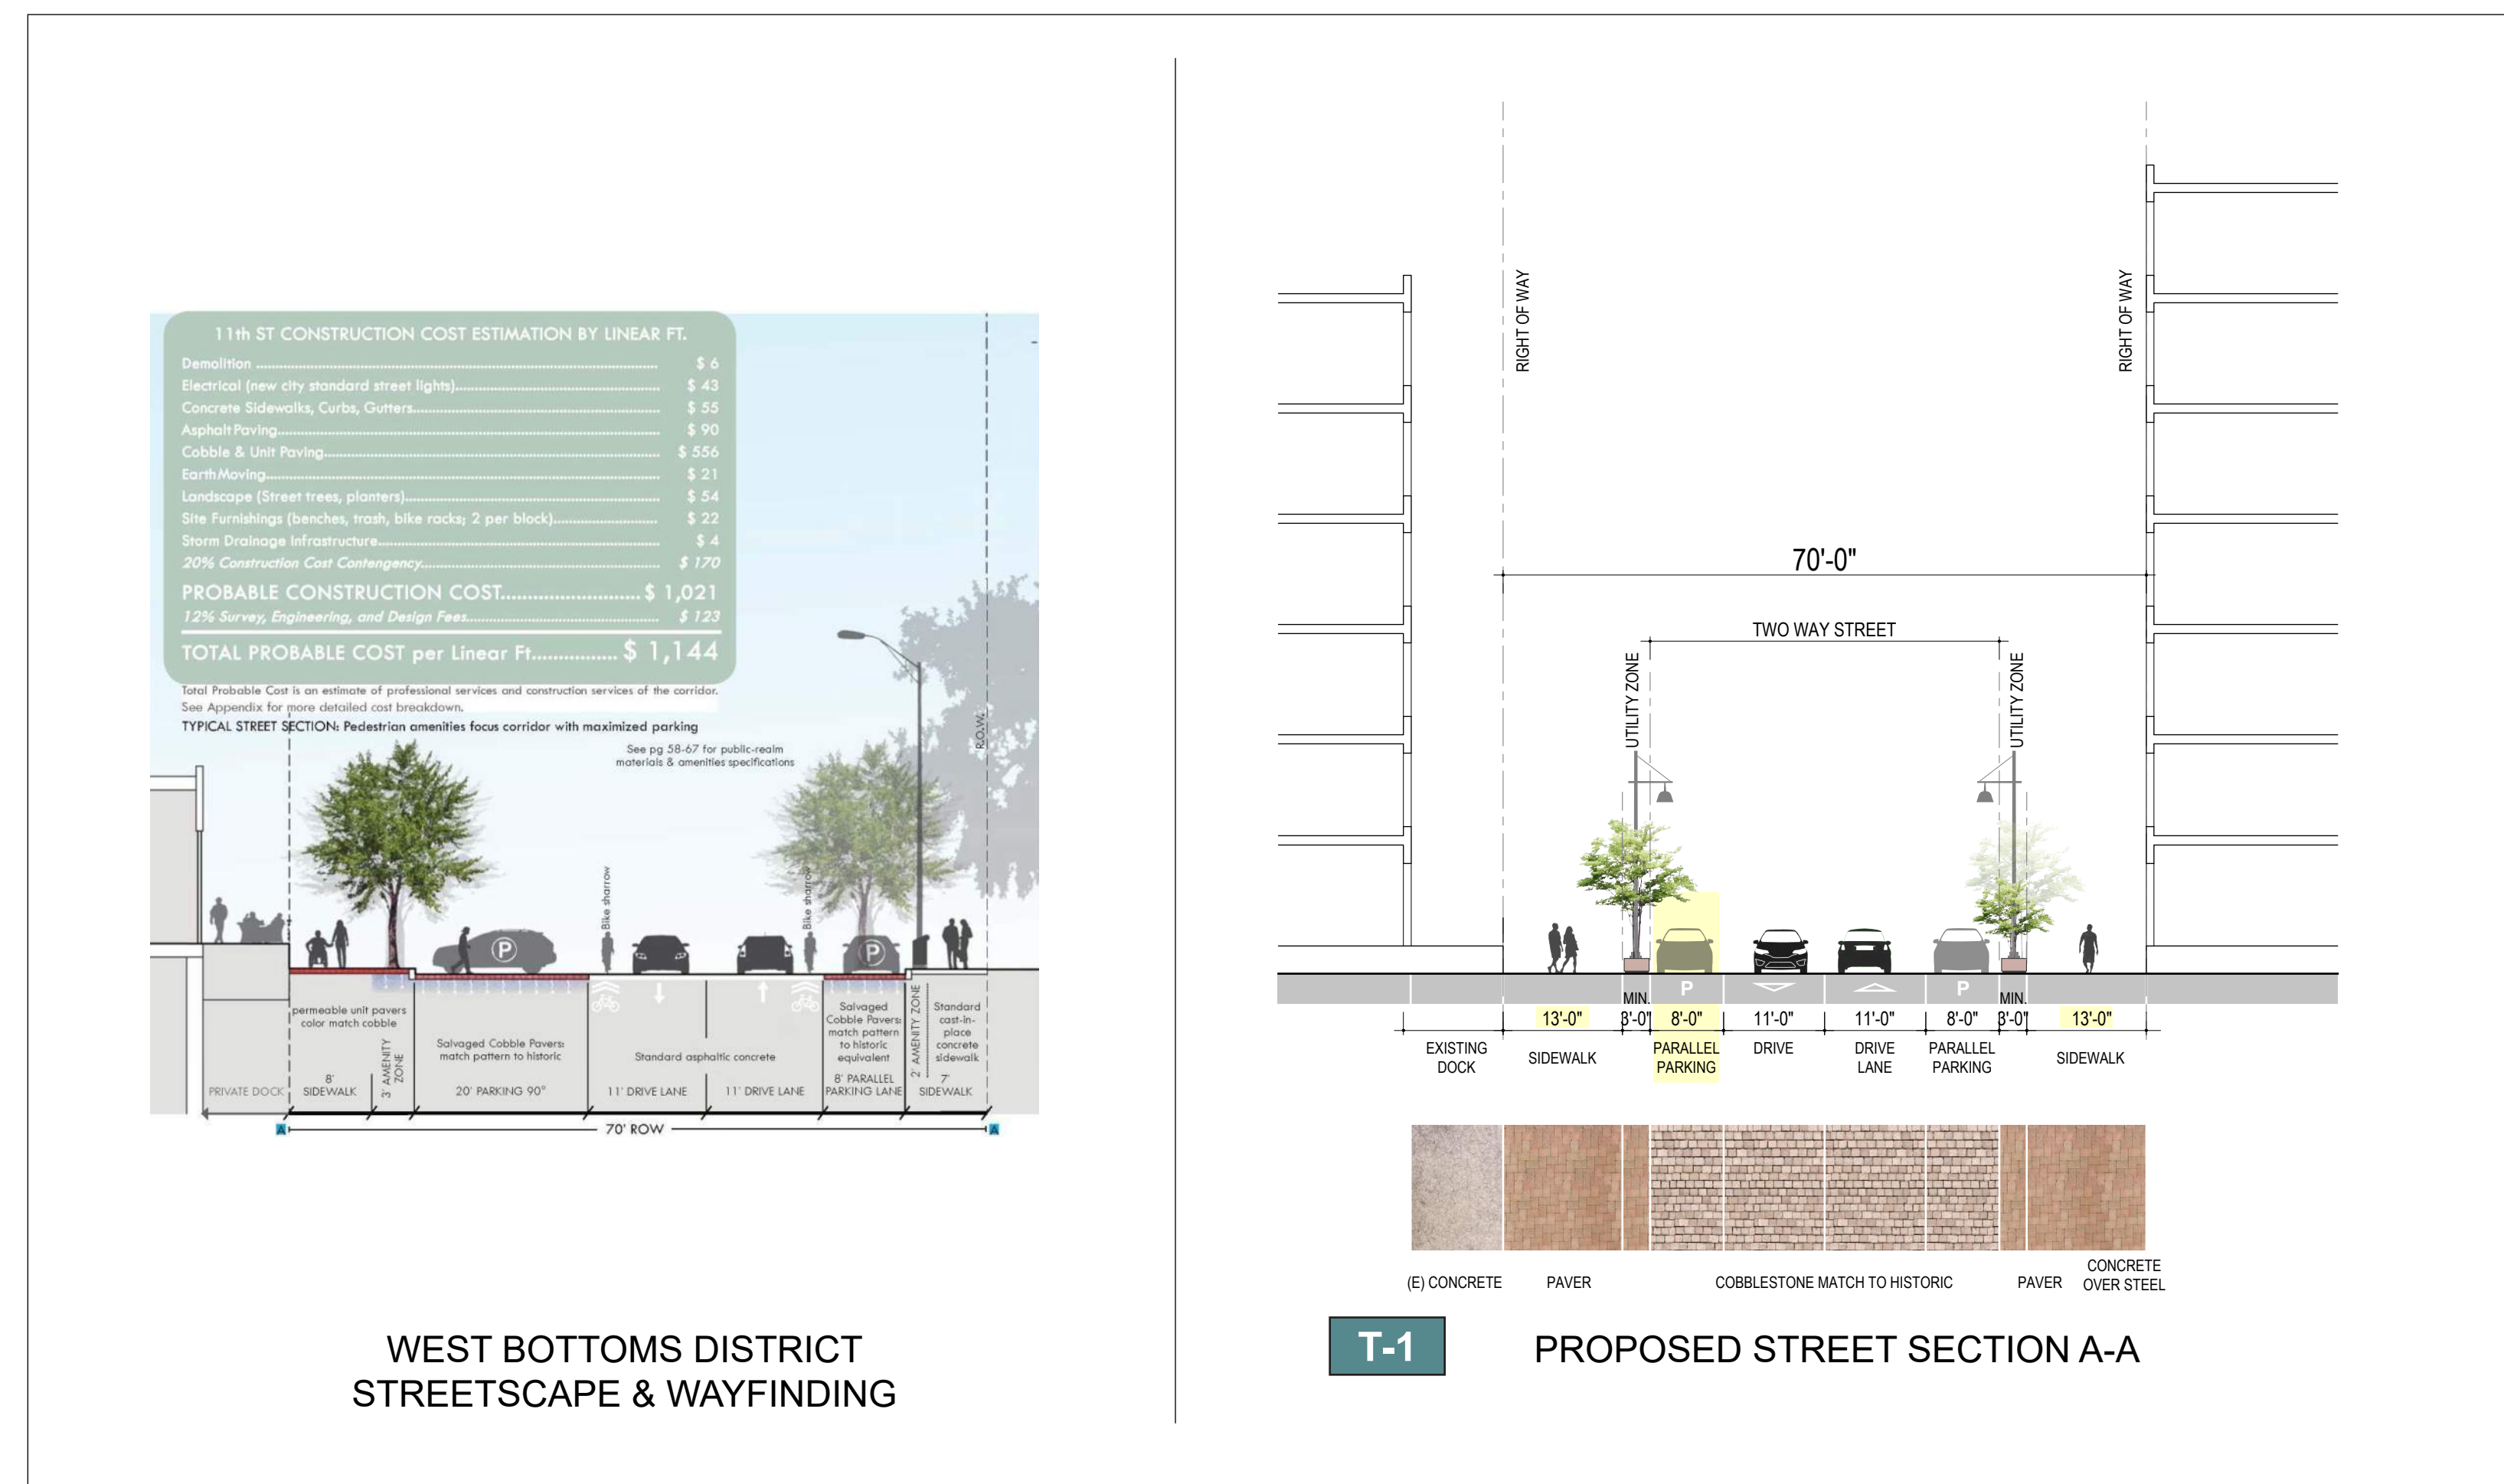 11th ST CONSTRUCTION COST ESTIMATION BY LINEAR FT.
Demolition ........ $ 6
Electrical (new city standard street lights)........ $ 43
Concrete Sidewalks, Curbs, Gutters........ $ 55
Asphalt Paving........ $ 90
Cobble & Unit Paving........ $ 556
Earth Moving........ $ 21
Landscape (Street trees, planters)........ $ 54
Site Furnishings (benches, trash, bike racks; 2 per block)........ $ 22
Storm Drainage Infrastructure........ $ 4
20% Construction Cost Contengency........ $ 170
PROBABLE CONSTRUCTION COST........ $ 1,021
12% Survey, Engineering, and Design Fees........ $ 123
TOTAL PROBABLE COST per Linear Ft........ $ 1,144
Total Probable Cost is an estimate of professional services and construction services of the corridor.
See Appendix for more detailed cost breakdown.
TYPICAL STREET SECTION: Pedestrian amenities focus corridor with maximized parking
See pg 58-67 for public-realm
materials & amenities specifications
R.O.W.
Bike sharrow
Bike sharrow
P
P
permeable unit pavers
color match cobble
Salvaged Cobble Pavers:
match pattern to historic
Standard asphaltic concrete
Salvaged
Cobble Pavers:
match pattern
to historic
equivalent
Standard
cast-in-
place
concrete
sidewalk
PRIVATE DOCK
8'
SIDEWALK
3' AMENITY
ZONE
20' PARKING 90°
11' DRIVE LANE
11' DRIVE LANE
8' PARALLEL
PARKING LANE
2' AMENITY ZONE
7'
SIDEWALK
A
70' ROW
A
WEST BOTTOMS DISTRICT
STREETSCAPE & WAYFINDING
RIGHT OF WAY
RIGHT OF WAY
70'-0"
TWO WAY STREET
UTILITY ZONE
UTILITY ZONE
P
P
MIN.
MIN.
13'-0"
3'-0"
8'-0"
11'-0"
11'-0"
8'-0"
3'-0"
13'-0"
EXISTING
DOCK
SIDEWALK
PARALLEL
PARKING
DRIVE
DRIVE
LANE
PARALLEL
PARKING
SIDEWALK
(E) CONCRETE
PAVER
COBBLESTONE MATCH TO HISTORIC
PAVER
CONCRETE
OVER STEEL
T-1
PROPOSED STREET SECTION A-A